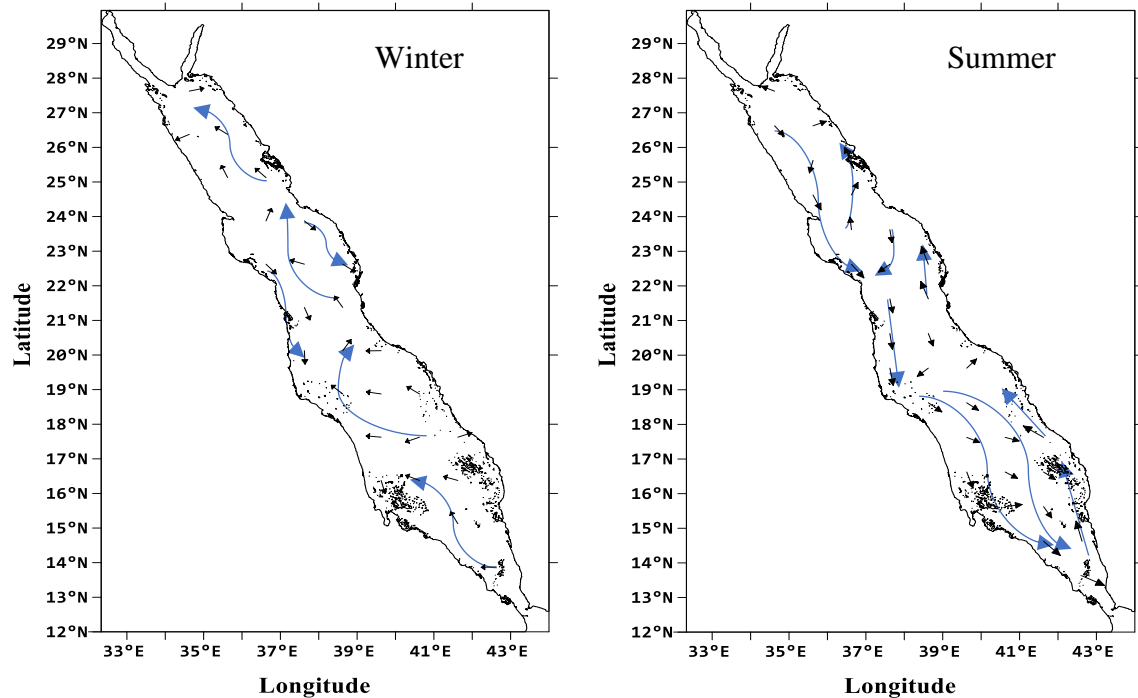 Winter
29°N
28°N
27°N
26°N
25°N
24°N
23°N
22°N
21°N
20°N
19°N
18°N
17°N
16°N
15°N
14°N
13°N
12°N
Latitude
33°E 35°E 37°E 39°E 41°E 43°E
Longitude
Summer
29°N
28°N
27°N
26°N
25°N
24°N
23°N
22°N
21°N
20°N
19°N
18°N
17°N
16°N
15°N
14°N
13°N
12°N
Latitude
33°E 35°E 37°E 39°E 41°E 43°E
Longitude